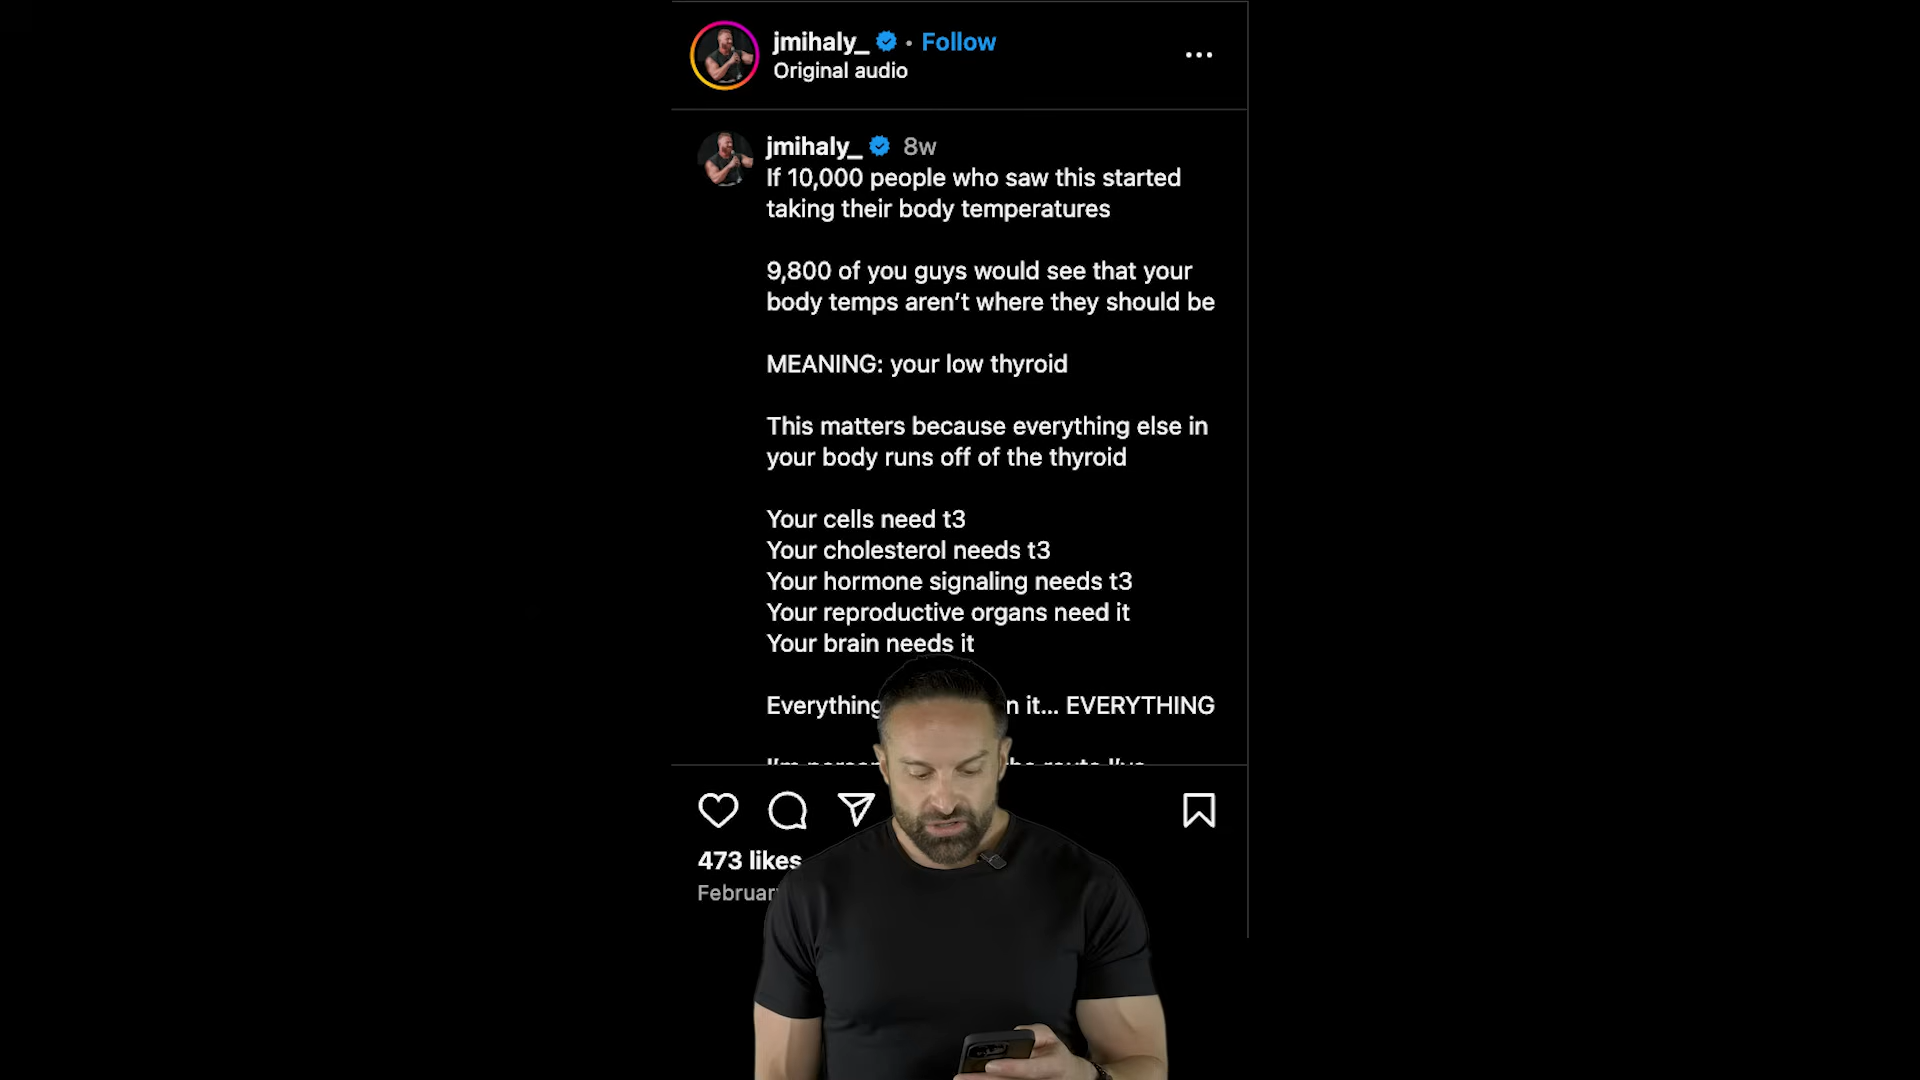 jmihaly_ • Follow
Original audio
jmihaly_ 8w
If 10,000 people who saw this started
taking their body temperatures
9,800 of you guys would see that your
body temps aren't where they should be
MEANING: your low thyroid
This matters because everything else in
your body runs off of the thyroid
Your cells need t3
Your cholesterol needs t3
Your hormone signaling needs t3
Your reproductive organs need it
Your brain needs it
Everything it... EVERYTHING
473 likes